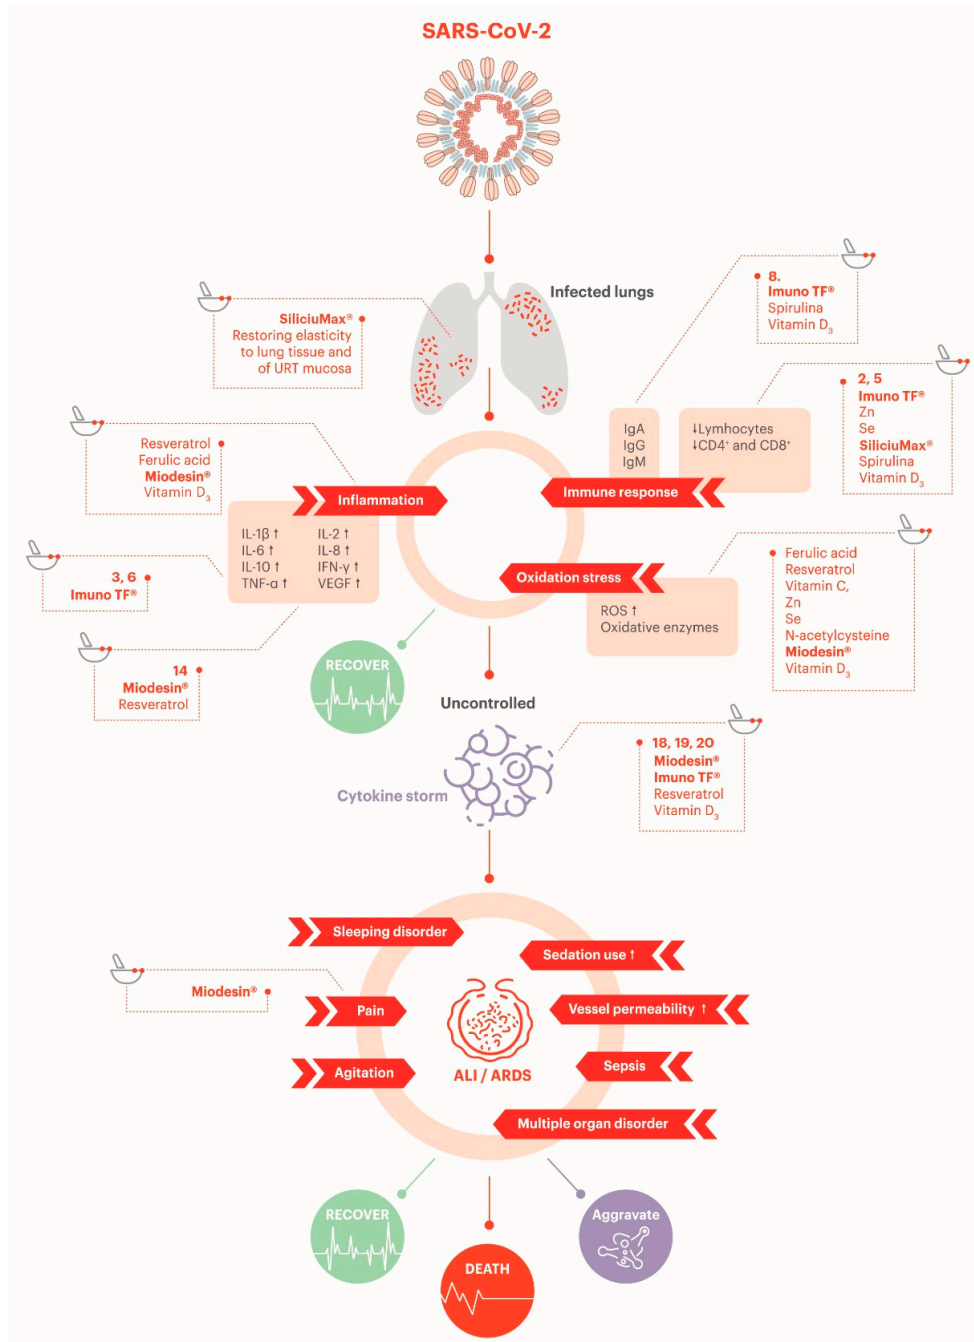 SARS-CoV-2
Infected lungs
SiliciuMax®
Restoring elasticity
to lung tissue and
of URT mucosa
8.
Imuno TF®
Spirulina
Vitamin D₃
2, 5
Imuno TF®
Zn
Se
SiliciuMax®
Spirulina
Vitamin D₃
IgA
IgG
IgM
↓Lymhocytes
↓CD4⁺ and CD8⁺
Immune response
Resveratrol
Ferulic acid
Miodesin®
Vitamin D₃
Inflammation
IL-1β ↑
IL-6 ↑
IL-10 ↑
TNF-α ↑
IL-2 ↑
IL-8 ↑
IFN-γ ↑
VEGF ↑
3, 6
Imuno TF®
14
Miodesin®
Resveratrol
Oxidation stress
ROS ↑
Oxidative enzymes
Ferulic acid
Resveratrol
Vitamin C,
Zn
Se
N-acetylcysteine
Miodesin®
Vitamin D₃
RECOVER
Uncontrolled
Cytokine storm
18, 19, 20
Miodesin®
Imuno TF®
Resveratrol
Vitamin D₃
Sleeping disorder
Sedation use ↑
Miodesin®
Pain
Vessel permeability ↑
Agitation
ALI / ARDS
Sepsis
Multiple organ disorder
RECOVER
Aggravate
DEATH